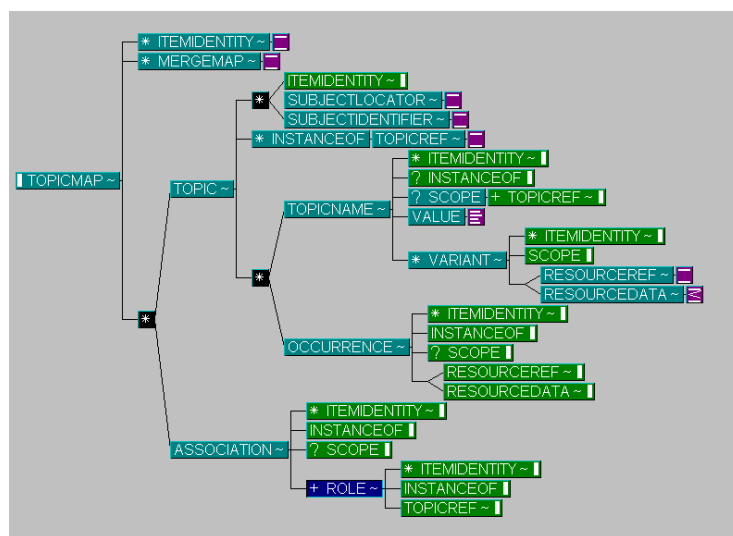 * ITEMIDENTITY ~
* MERGEMAP ~
ITEMIDENTITY ~
*
SUBJECTLOCATOR ~
SUBJECTIDENTIFIER ~
* INSTANCEOF TOPICREF ~
* ITEMIDENTITY ~
? INSTANCEOF
TOPICMAP ~
TOPIC ~
? SCOPE + TOPICREF ~
TOPICNAME ~
VALUE
* ITEMIDENTITY ~
* VARIANT ~
SCOPE
*
RESOURCEREF ~
RESOURCEDATA ~
* ITEMIDENTITY ~
*
INSTANCEOF
OCCURRENCE ~
? SCOPE
RESOURCEREF ~
RESOURCEDATA ~
* ITEMIDENTITY ~
INSTANCEOF
ASSOCIATION ~
? SCOPE
* ITEMIDENTITY ~
+ ROLE ~
INSTANCEOF
TOPICREF ~